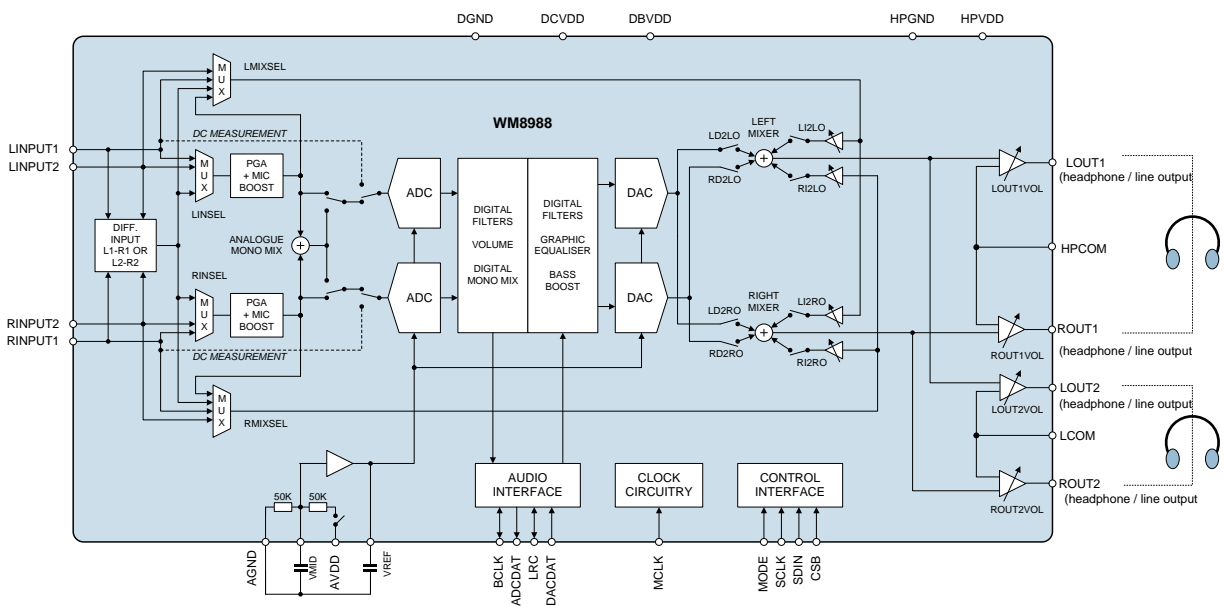 DGND DCVDD DBVDD HPGND HPVDD
M
U
X
LMIXSEL
WM8988
LEFT
MIXER
LI2LO
LD2LO
RD2LO
RI2LO
LINPUT1
LINPUT2
DC MEASUREMENT
M
U
X
PGA
+ MIC
BOOST
LINSEL
ADC
DAC
LOUT1VOL
LOUT1
(headphone / line output
DIFF.
INPUT
L1-R1 OR
L2-R2
ANALOGUE
MONO MIX
DIGITAL
FILTERS
VOLUME
DIGITAL
MONO MIX
DIGITAL
FILTERS
GRAPHIC
EQUALISER
BASS
BOOST
HPCOM
RINSEL
M
U
X
PGA
+ MIC
BOOST
ADC
DAC
RIGHT
MIXER
LI2RO
LD2RO
RD2RO
RI2RO
RINPUT2
RINPUT1
DC MEASUREMENT
ROUT1VOL
ROUT1
(headphone / line output
M
U
X
RMIXSEL
LOUT2VOL
LOUT2
(headphone / line output
LCOM
ROUT2VOL
ROUT2
(headphone / line output
50K 50K
AUDIO
INTERFACE
CLOCK
CIRCUITRY
CONTROL
INTERFACE
AGND
VMID
AVDD
VREF
BCLK
ADCDAT
LRC
DACDAT
MCLK
MODE
SCLK
SDIN
CSB